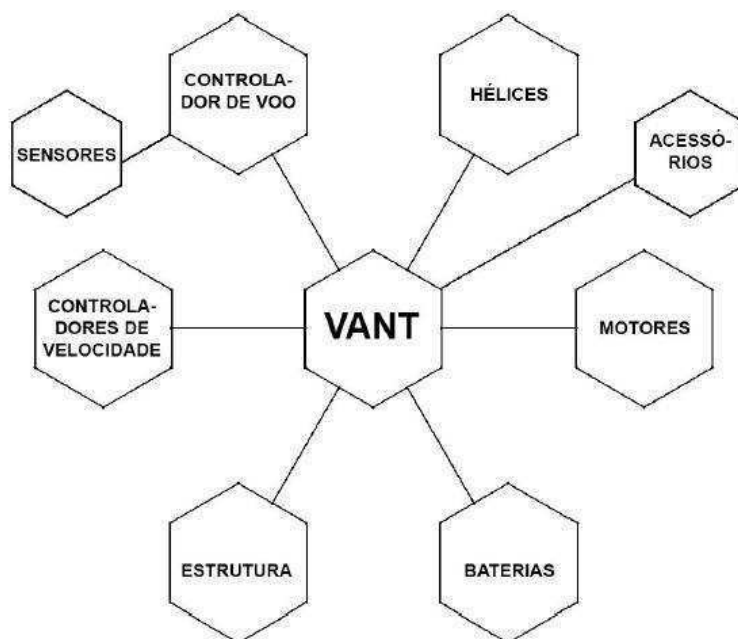 CONTROLA-
DOR DE VOO
HÉLICES
SENSORES
ACESSÓ-
RIOS
CONTROLA-
DORES DE
VELOCIDADE
VANT
MOTORES
ESTRUTURA
BATERIAS